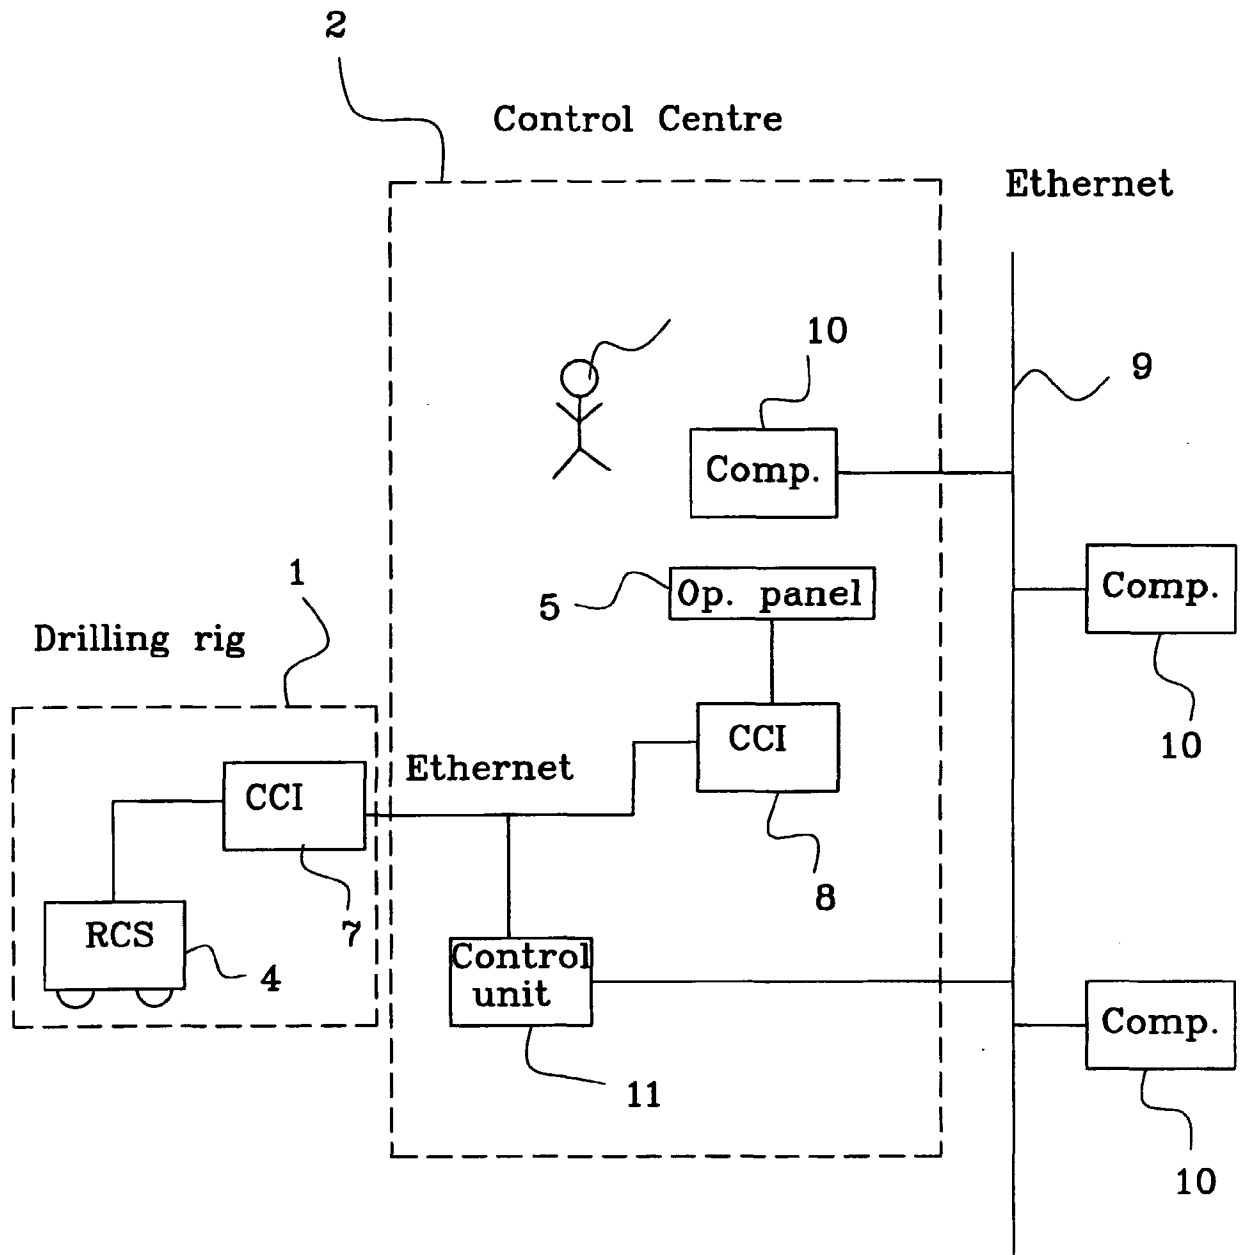 2
Control Centre
Ethernet
10
9
Comp.
Comp.
10
5
Op. panel
1
Drilling rig
CCI
8
Ethernet
CCI
7
RCS
4
Control
unit
11
Comp.
10